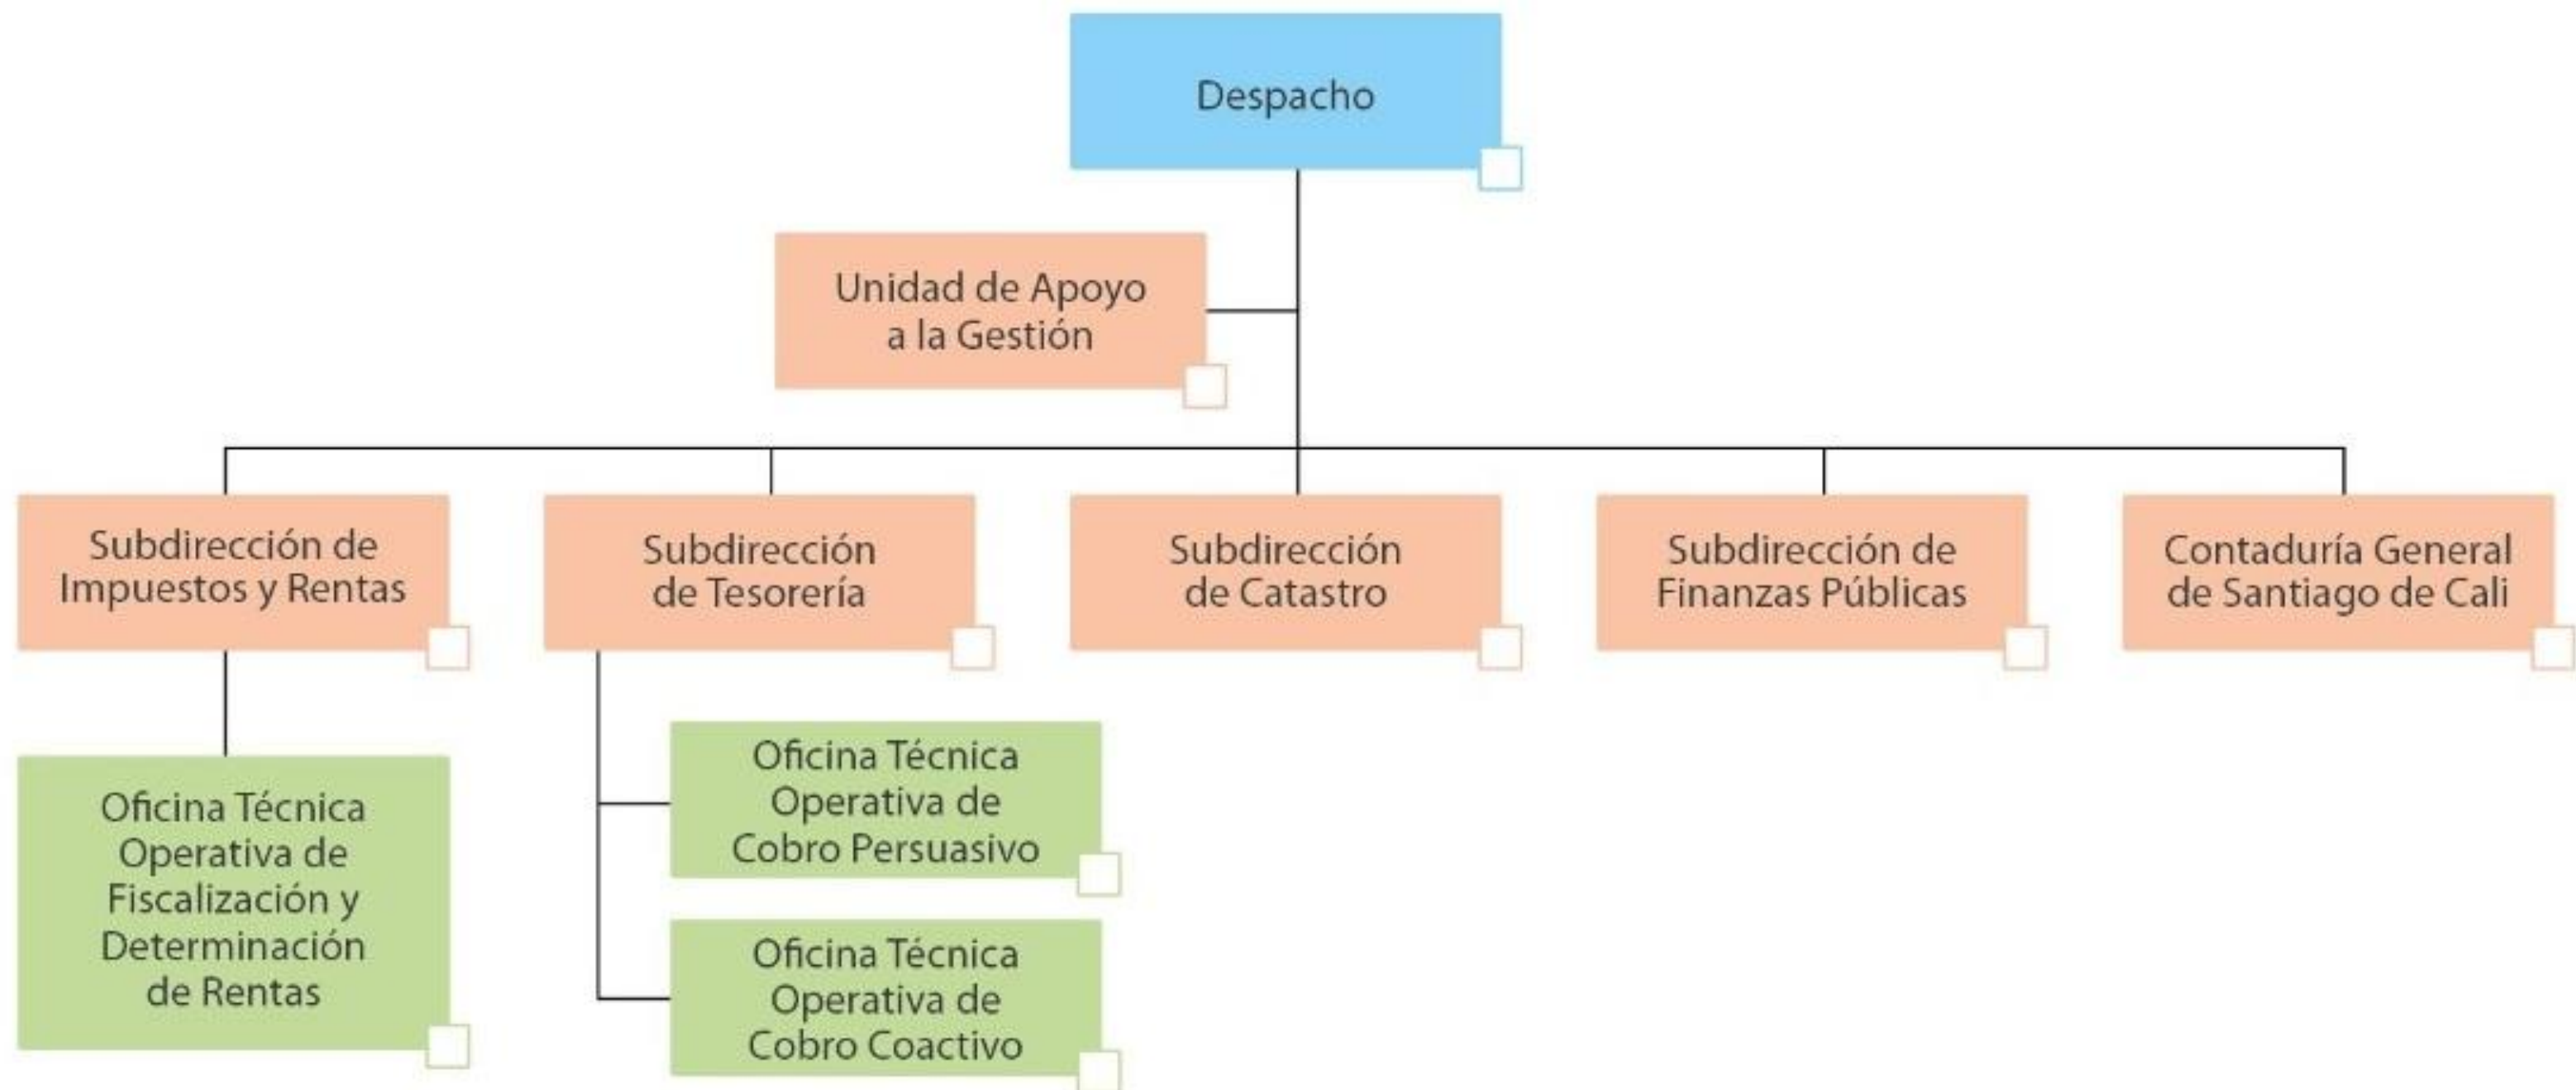 Despacho
Unidad de Apoyo
a la Gestión
Subdirección de
Impuestos y Rentas
Subdirección
de Tesorería
Subdirección
de Catastro
Subdirección de
Finanzas Públicas
Contaduría General
de Santiago de Cali
Oficina Técnica
Operativa de
Fiscalización y
Determinación
de Rentas
Oficina Técnica
Operativa de
Cobro Persuasivo
Oficina Técnica
Operativa de
Cobro Coactivo